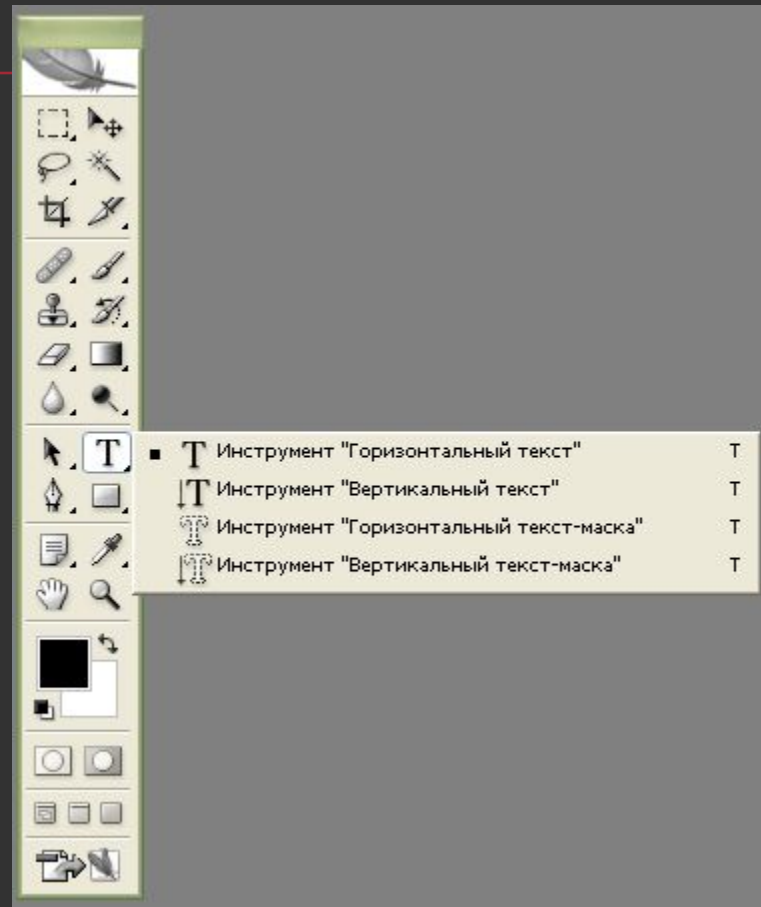 T Инструмент "Горизонтальный текст" T
T Инструмент "Вертикальный текст" T
T Инструмент "Горизонтальный текст-маска" T
T Инструмент "Вертикальный текст-маска" T